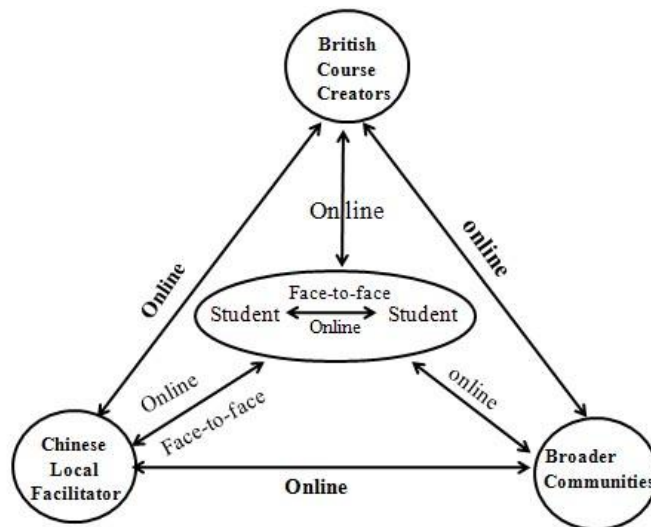 British
Course
Creators
Online
Online
online
Face-to-face
Student Student
Online
Online
Face-to-face
online
Chinese
Local
Facilitator
Online
Broader
Communities